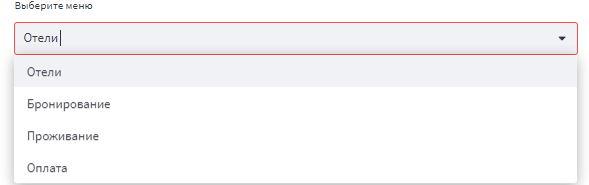 Выберите меню
Отели
Отели
Бронирование
Проживание
Оплата